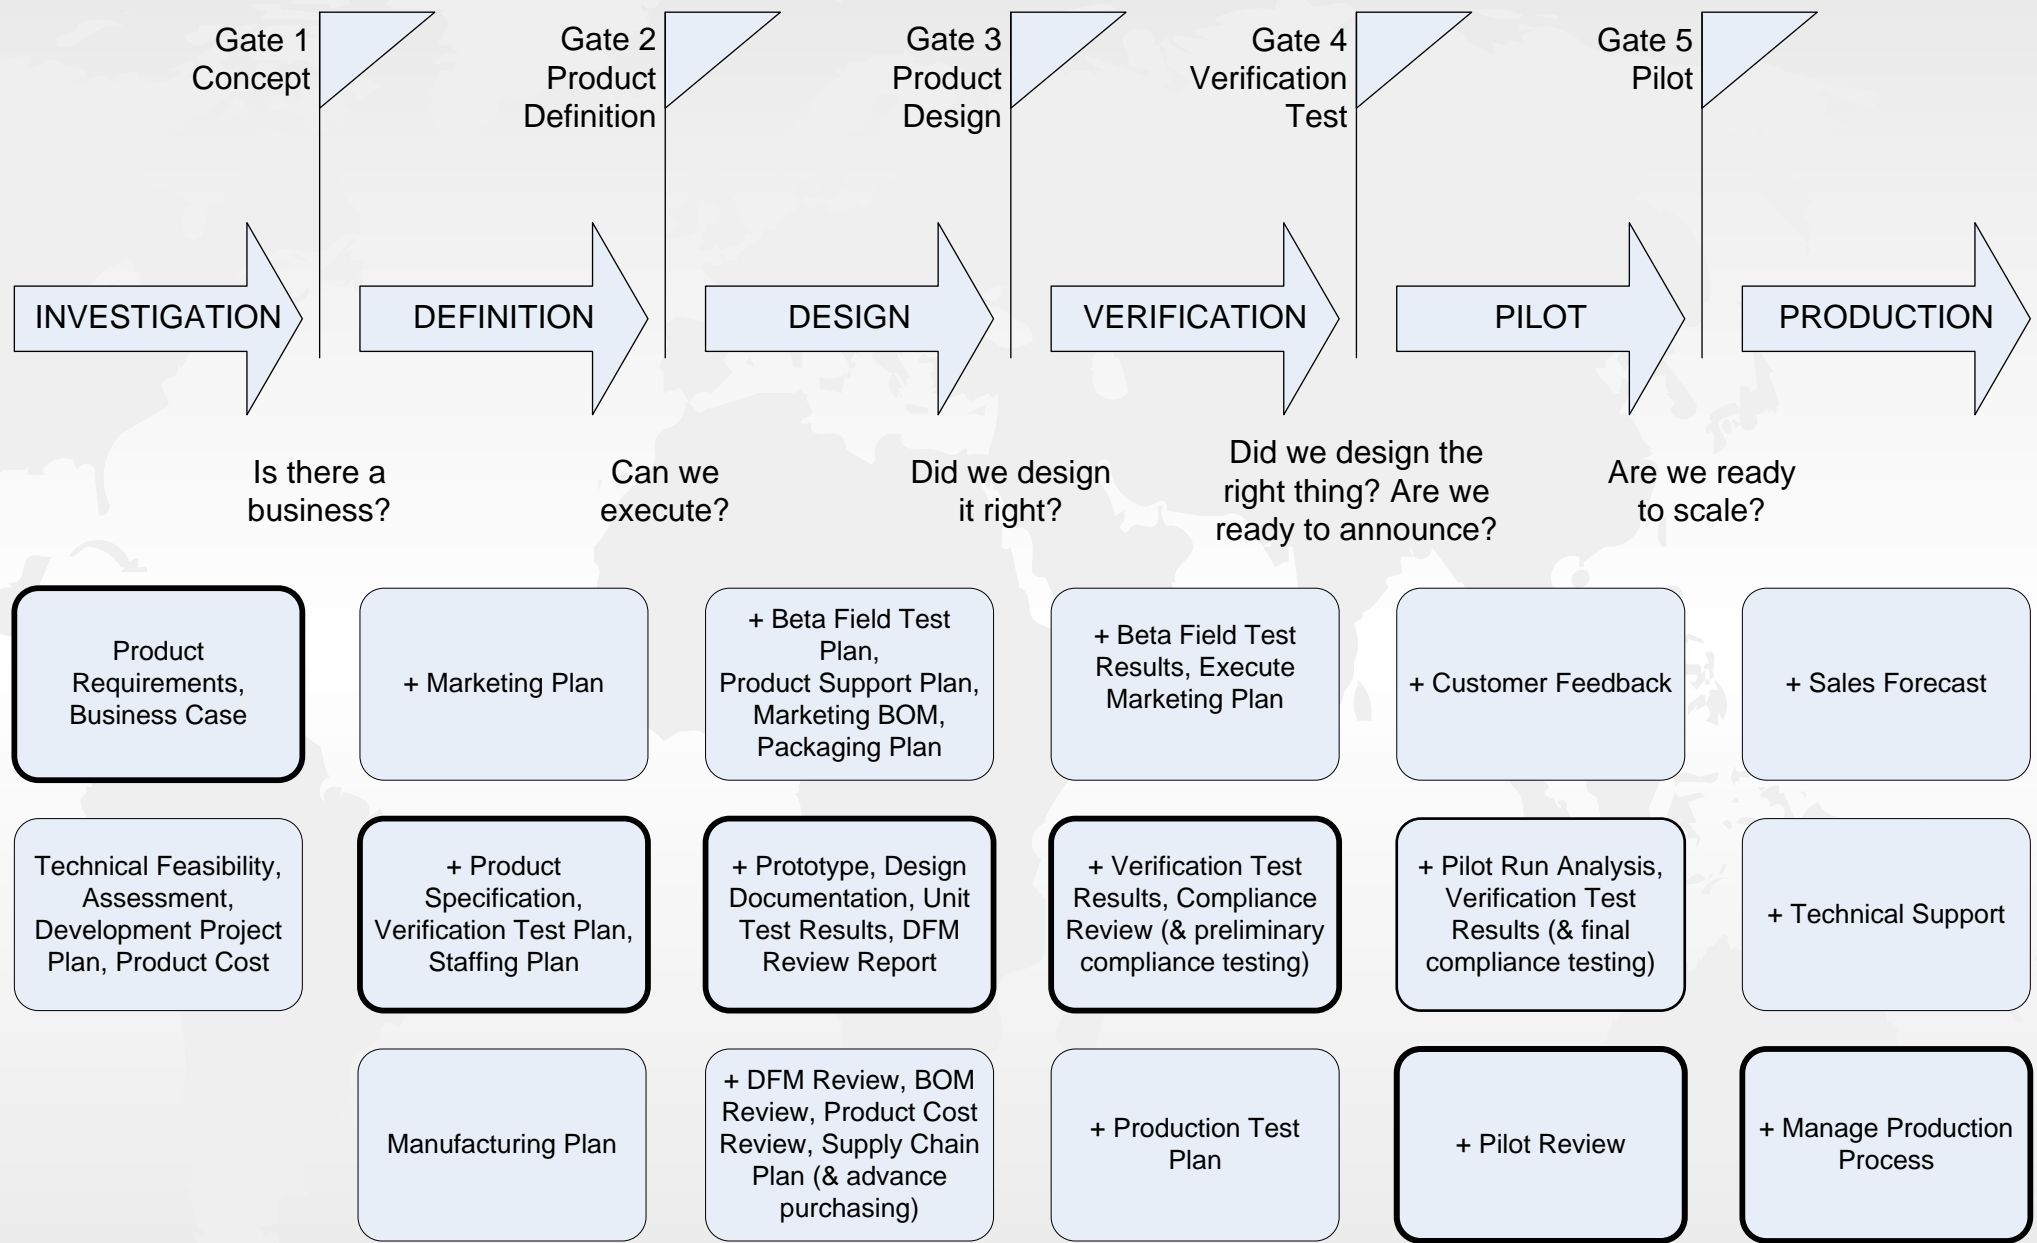 Gate 1
Concept
Gate 2
Product
Definition
Gate 3
Product
Design
Gate 4
Verification
Test
Gate 5
Pilot
INVESTIGATION
DEFINITION
DESIGN
VERIFICATION
PILOT
PRODUCTION
Is there a
business?
Can we
execute?
Did we design
it right?
Did we design the
right thing? Are we
ready to announce?
Are we ready
to scale?
Product
Requirements,
Business Case
+ Marketing Plan
+ Beta Field Test
Plan,
Product Support Plan,
Marketing BOM,
Packaging Plan
+ Beta Field Test
Results, Execute
Marketing Plan
+ Customer Feedback
+ Sales Forecast
Technical Feasibility,
Assessment,
Development Project
Plan, Product Cost
+ Product
Specification,
Verification Test Plan,
Staffing Plan
+ Prototype, Design
Documentation, Unit
Test Results, DFM
Review Report
+ Verification Test
Results, Compliance
Review (& preliminary
compliance testing)
+ Pilot Run Analysis,
Verification Test
Results (& final
compliance testing)
+ Technical Support
Manufacturing Plan
+ DFM Review, BOM
Review, Product Cost
Review, Supply Chain
Plan (& advance
purchasing)
+ Production Test
Plan
+ Pilot Review
+ Manage Production
Process